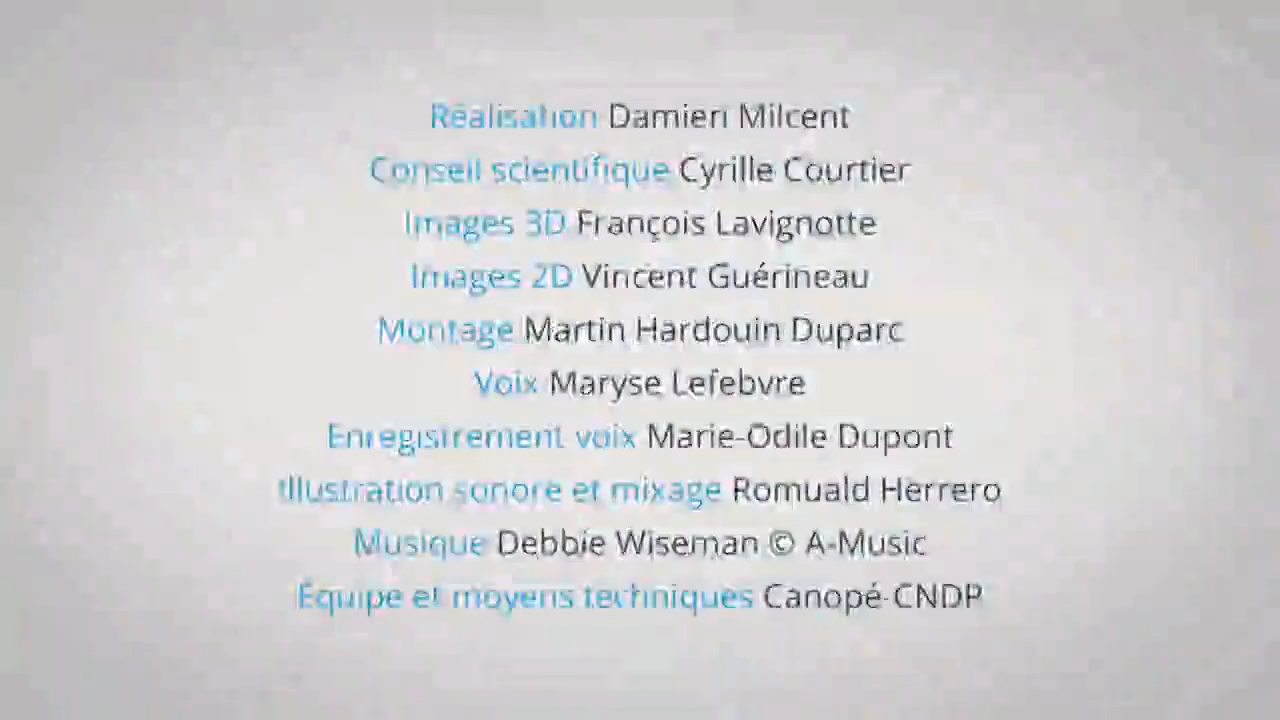 Réalisation Damien Milcent
Conseil scientifique Cyrille Courtier
Images 3D François Lavignotte
Images 2D Vincent Guérineau
Montage Martin Hardouin Duparc
Voix Maryse Lefebvre
Enregistrement voix Marie-Odile Dupont
Illustration sonore et mixage Romuald Herrero
Musique Debbie Wiseman © A-Music
Équipe et moyens techniques Canopé-CNDP